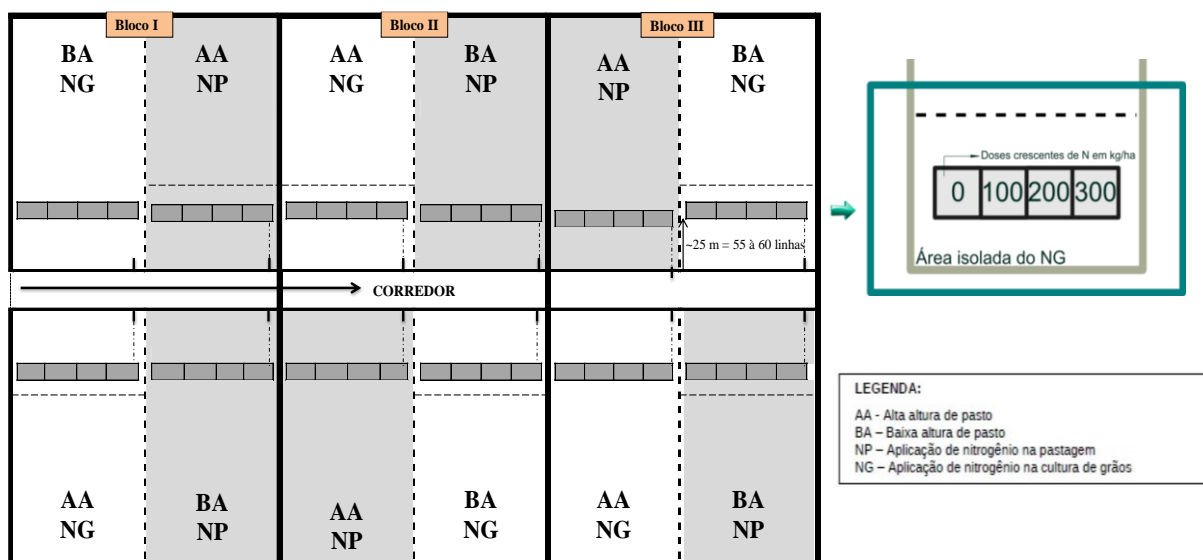 Bloco I
Bloco II
Bloco III
BA
NG
AA
NP
AA
NG
BA
NP
AA
NP
BA
NG
~25 m = 55 à 60 linhas
CORREDOR
AA
NG
BA
NP
AA
NP
BA
NG
AA
NG
BA
NP
Doses crescentes de N em kg/ha
0 100 200 300
Área isolada do NG
LEGENDA:
AA - Alta altura de pasto
BA – Baixa altura de pasto
NP – Aplicação de nitrogênio na pastagem
NG – Aplicação de nitrogênio na cultura de grãos